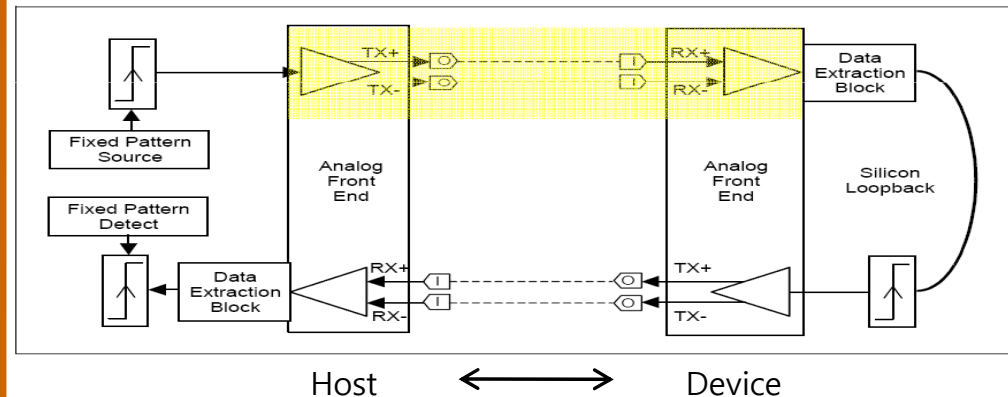 TX+
TX-
O
O
I
I
RX+
RX-
Data
Extraction
Block
Fixed Pattern
Source
Analog
Front
End
Analog
Front
End
Silicon
Loopback
Fixed Pattern
Detect
Data
Extraction
Block
RX+
RX-
I
I
O
O
TX+
TX-
Host
Device